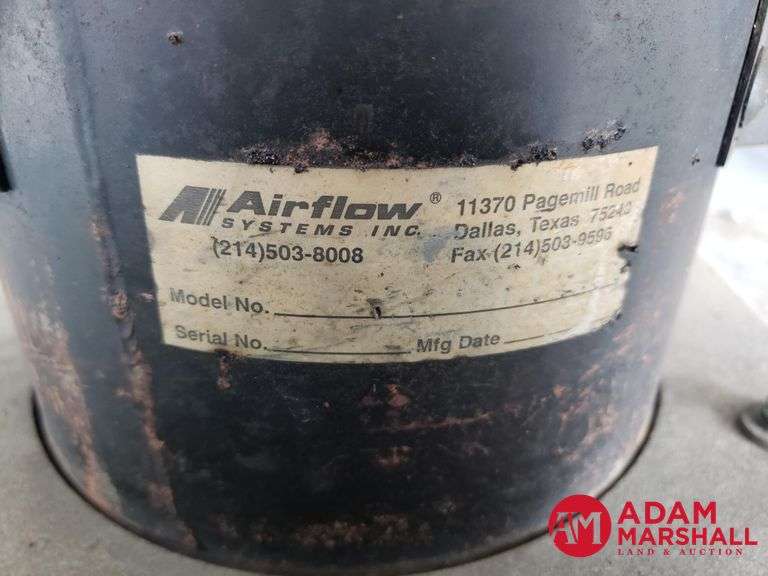 Airflow® 11370 Pagemill Road
SYSTEMS INC. Dallas, Texas 75243
(214)503-8008 Fax (214)503-9596
Model No.
Serial No. Mfg Date
AM ADAM
MARSHALL
LAND & AUCTION